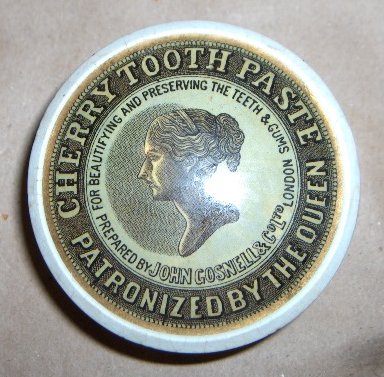 CHERRY TOOTH PASTE
PATRONIZED BY THE QUEEN
FOR BEAUTIFYING AND PRESERVING THE TEETH & GUMS
PREPARED BY JOHN GOSNELL & Co LTD LONDON